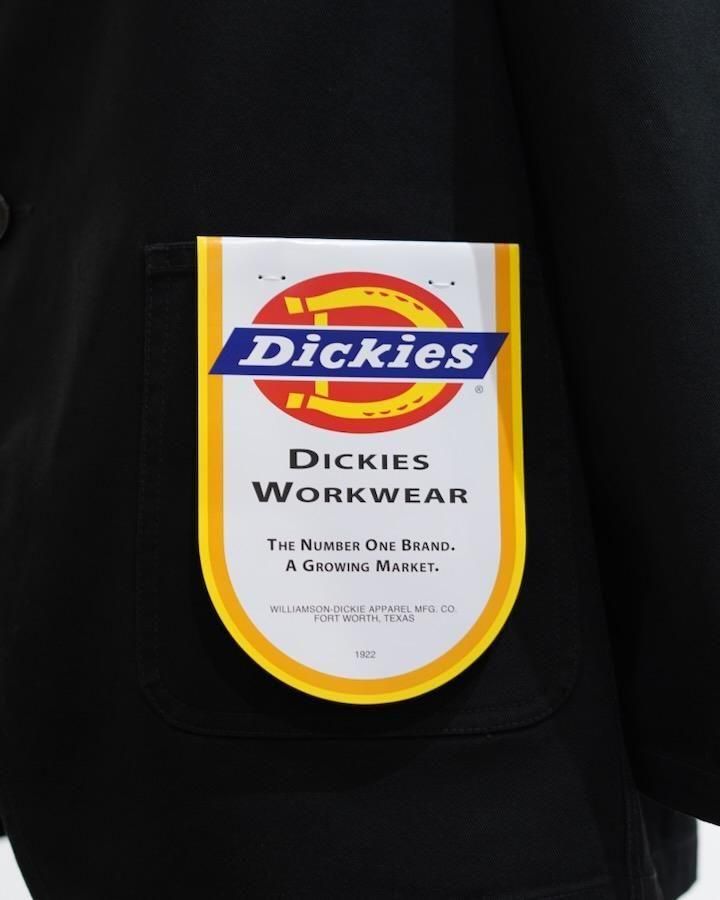 Dickies
®
DICKIES
WORKWEAR
THE NUMBER ONE BRAND.
A GROWING MARKET.
WILLIAMSON-DICKIE APPAREL MFG. CO.
FORT WORTH, TEXAS
1922